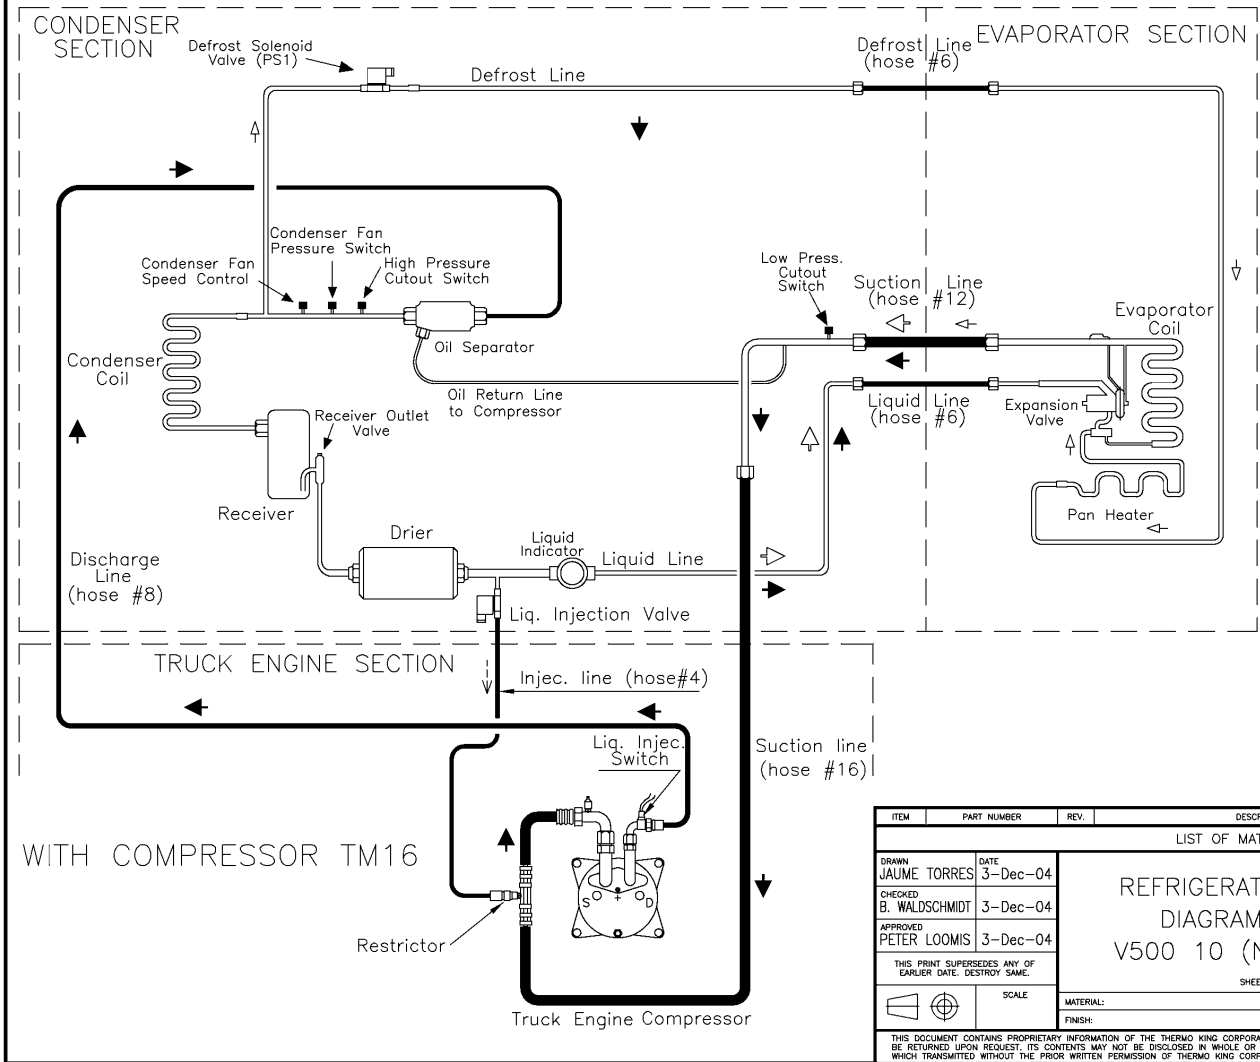 CONDENSER
SECTION
EVAPORATOR SECTION
Defrost Solenoid
Valve (PS1)
Defrost Line
Defrost Line
(hose #6)
Condenser Fan
Pressure Switch
Condenser Fan
Speed Control
High Pressure
Cutout Switch
Low Press.
Cutout
Switch
Suction Line
(hose #12)
Evaporator
Coil
Condenser
Coil
Oil Separator
Oil Return Line
to Compressor
Liquid Line
(hose #6)
Expansion
Valve
Receiver Outlet
Valve
Receiver
Pan Heater
Drier
Liquid
Indicator
Liquid Line
Discharge
Line
(hose #8)
Liq. Injection Valve
TRUCK ENGINE SECTION
Injec. line (hose#4)
Liq. Injec.
Switch
Suction line
(hose #16)
WITH COMPRESSOR TM16
S
D
Restrictor
Truck Engine Compressor
ITEM PART NUMBER REV. DESCR
LIST OF MAT
DRAWN
JAUME TORRES
DATE
3-Dec-04
CHECKED
B. WALDSCHMIDT 3-Dec-04
APPROVED
PETER LOOMIS 3-Dec-04
REFRIGERAT
DIAGRAM
V500 10 (N
SHEE
THIS PRINT SUPERSEDES ANY OF
EARLIER DATE. DESTROY SAME.
SCALE
MATERIAL:
FINISH:
THIS DOCUMENT CONTAINS PROPRIETARY INFORMATION OF THE THERMO KING CORPOR
BE RETURNED UPON REQUEST. ITS CONTENTS MAY NOT BE DISCLOSED IN WHOLE OR
WHICH TRANSMITTED WITHOUT THE PRIOR WRITTEN PERMISSION OF THERMO KING CORP